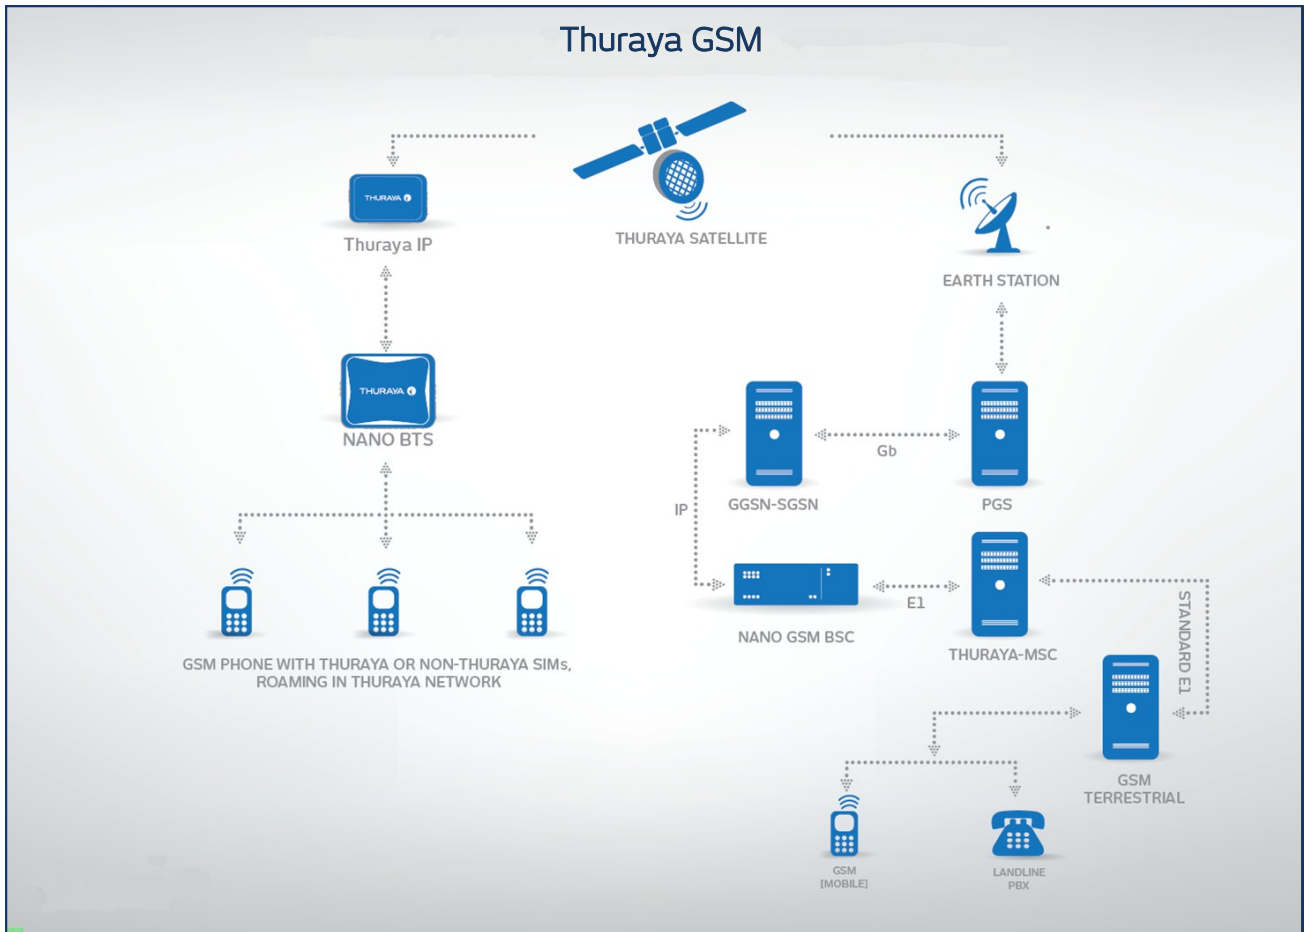 Thuraya GSM
THURAYA
Thuraya IP
THURAYA SATELLITE
EARTH STATION
THURAYA
NANO BTS
Gb
IP
GGSN-SGSN
PGS
E1
STANDARD E1
NANO GSM BSC
THURAYA-MSC
GSM PHONE WITH THURAYA OR NON-THURAYA SIMs,
ROAMING IN THURAYA NETWORK
GSM
TERRESTRIAL
GSM
[MOBILE]
LANDLINE
PBX